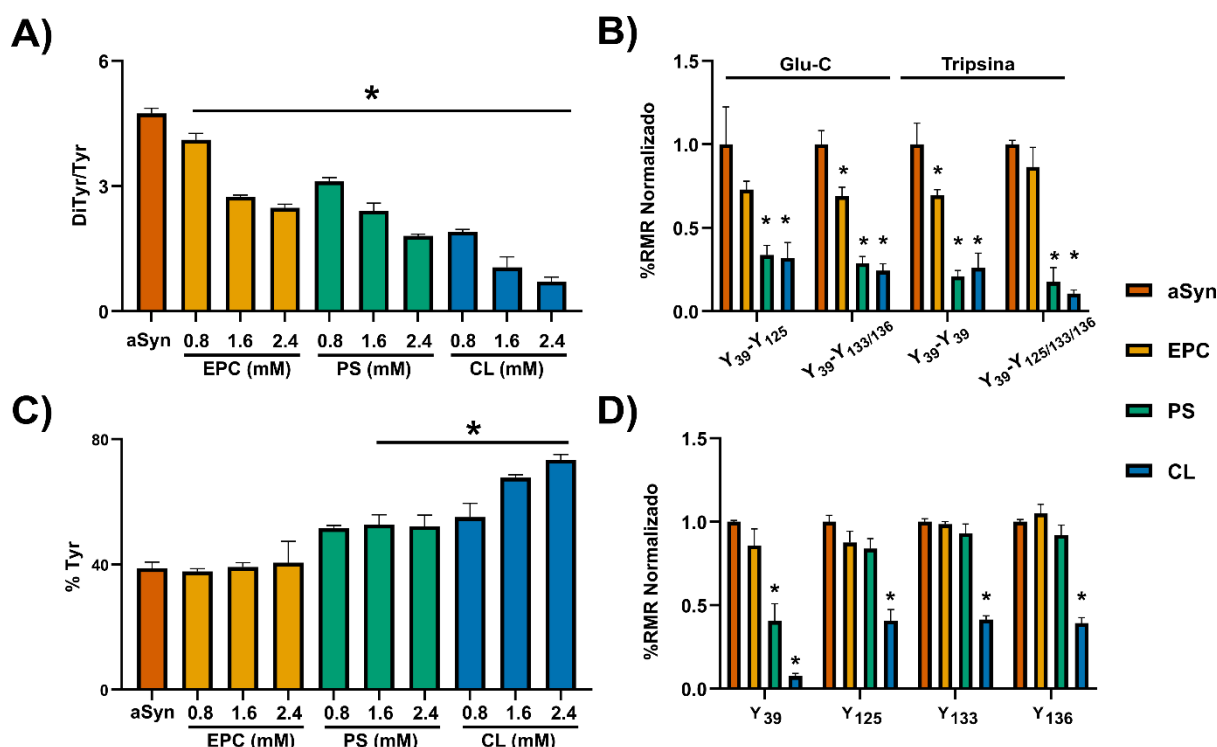 A)
6
3
0
DiTyr/Tyr
*
aSyn
0.8 1.6 2.4 0.8 1.6 2.4 0.8 1.6 2.4
EPC (mM) PS (mM) CL (mM)
B)
1.5
1.0
0.5
0.0
%RMR Normalizado
Glu-C Tripsina
* * * * * * * * * *
Y39-Y125 Y39-Y133/136 Y39-Y39 Y39-Y125/133/136
aSyn
EPC
PS
CL
C)
80
40
0
% Tyr
*
aSyn
0.8 1.6 2.4 0.8 1.6 2.4 0.8 1.6 2.4
EPC (mM) PS (mM) CL (mM)
D)
1.5
1.0
0.5
0.0
%RMR Normalizado
* * * * *
Y39 Y125 Y133 Y136